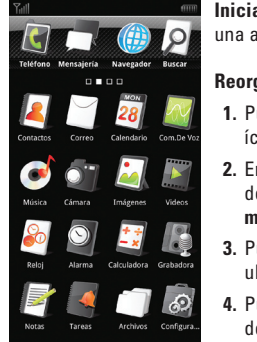 Teléfono Mensajería Navegador Buscar
MON
28
Contactos Correo Calendario Com.De Voz
Música Cámara Imágenes Videos
Reloj Alarma Calculadora Grabadora
Notas Tareas Archivos Configura...
Inicia
una a
Reorg
1. P
íc
2. E
de
m
3. P
ul
4. P
de